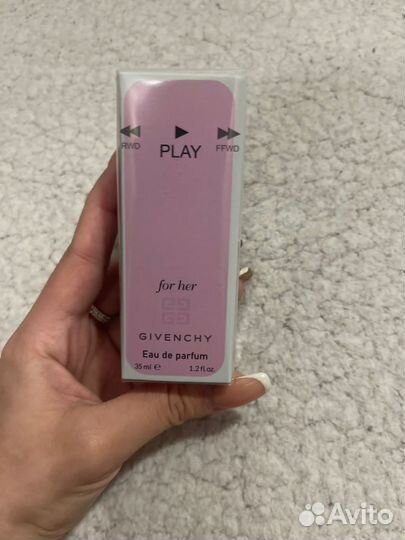 RWD PLAY FFWD
for her
GIVENCHY
Eau de parfum
35 ml e 1.2 fl.oz.
Avito